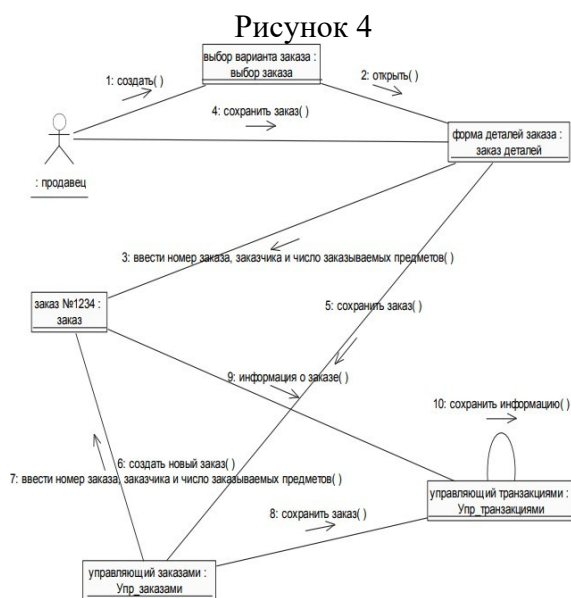 Рисунок 4
выбор варианта заказа :
выбор заказа
1: создать( )
2: открыть( )
4: сохранить заказ( )
форма деталей заказа :
заказ деталей
: продавец
3: ввести номер заказа, заказчика и число заказываемых предметов( )
заказ №1234 :
заказ
5: сохранить заказ( )
9: информация о заказе( )
10: сохранить информацию( )
6: создать новый заказ( )
7: ввести номер заказа, заказчика и число заказываемых предметов( )
управляющий транзакциями :
Упр_транзакциями
8: сохранить заказ( )
управляющий заказами :
Упр_заказами